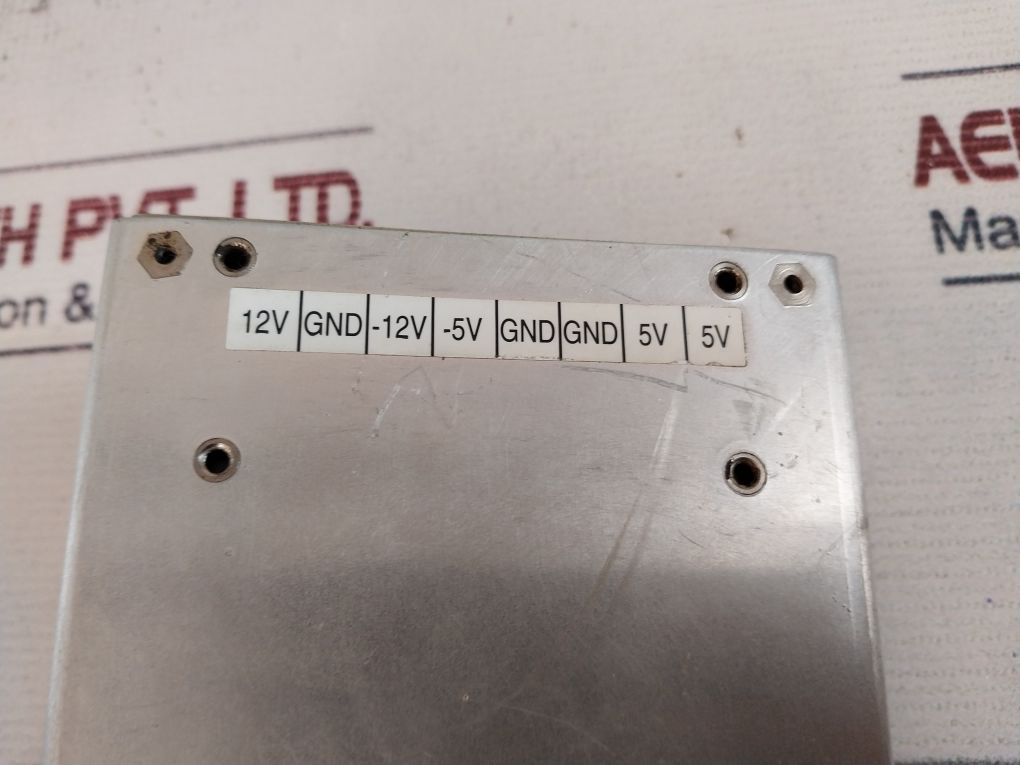 AE
H PVT. LTD.
Ma
on &
12V GND -12V -5V GND GND 5V 5V